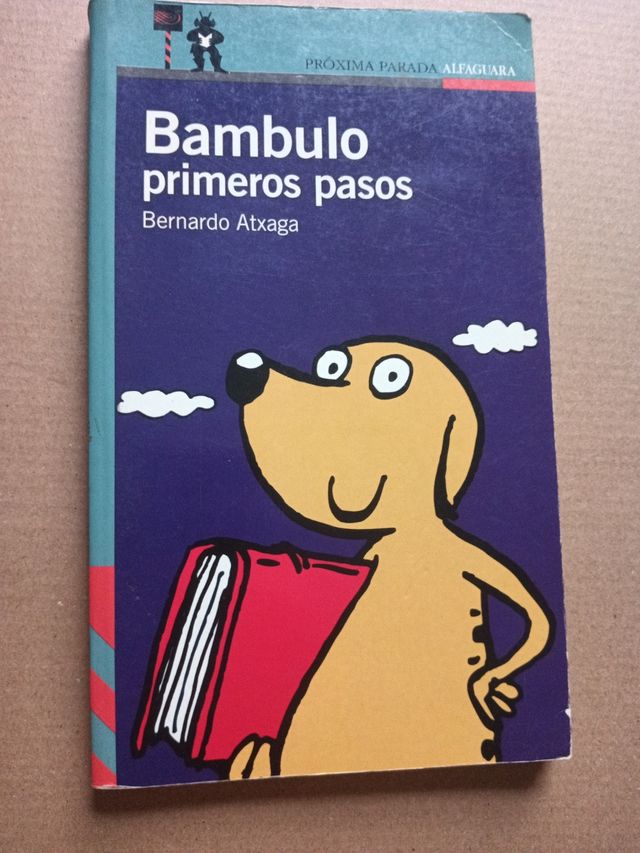 PRÓXIMA PARADA ALFAGUARA
Bambulo
primeros pasos
Bernardo Atxaga